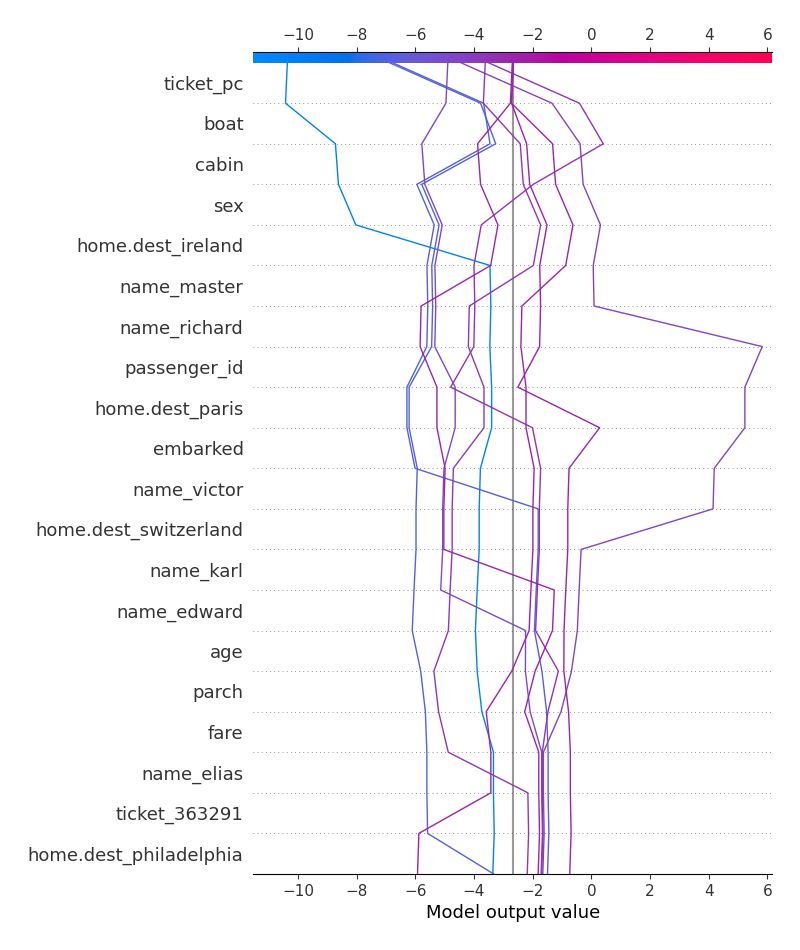 −10 −8 −6 −4 −2 0 2 4 6
ticket_pc
boat
cabin
sex
home.dest_ireland
name_master
name_richard
passenger_id
home.dest_paris
embarked
name_victor
home.dest_switzerland
name_karl
name_edward
age
parch
fare
name_elias
ticket_363291
home.dest_philadelphia
−10 −8 −6 −4 −2 0 2 4 6
Model output value